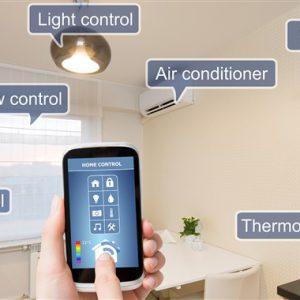 Light control
Air conditioner
w control
HOME CONTROL
l
Thermo